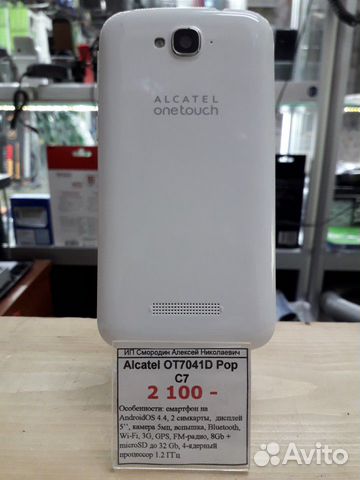 ALCATEL
onetouch
ИП Смородин Алексей Николаевич
Alcatel OT7041D Pop
C7
2 100 -
Особенности: смартфон на
AndroidOS 4.4, 2 симкарты, дисплей
5'', камера 5мп, вспышка, Bluetooth,
Wi-Fi, 3G, GPS, FM-радио, 8Gb +
microSD до 32 Gb, 4-ядерный
процессор 1.2 ГГц
Avito